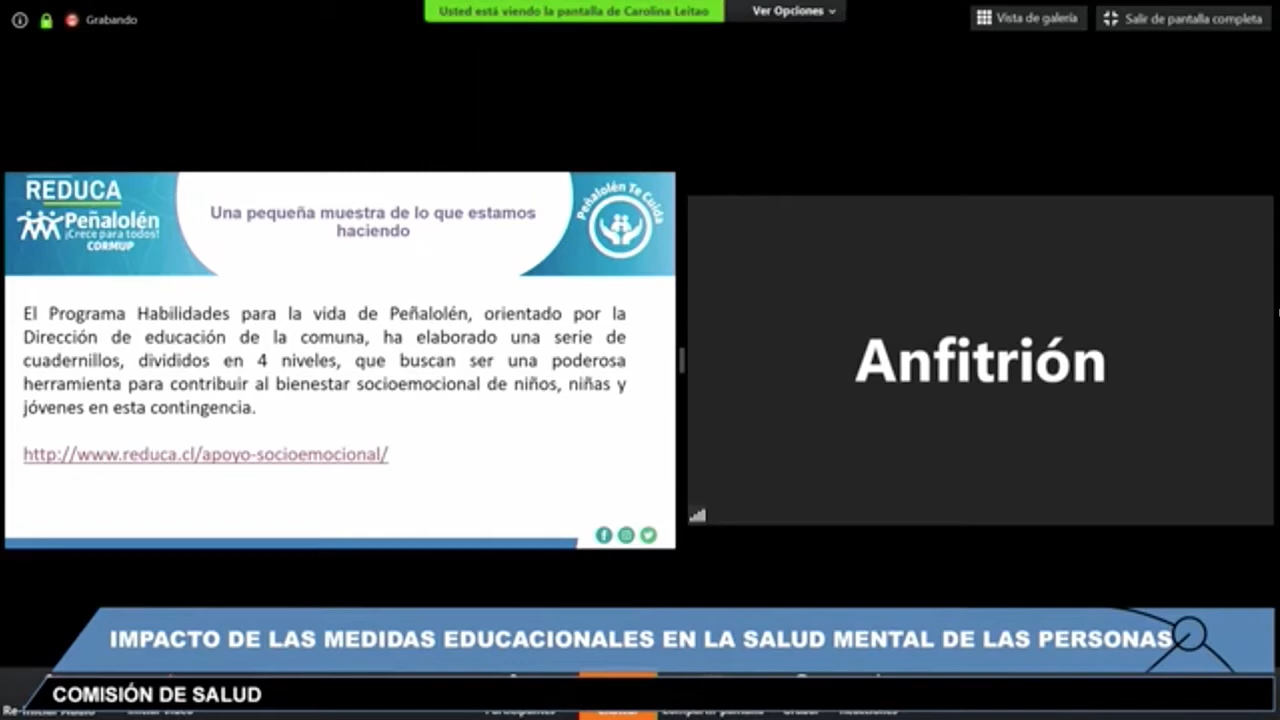 Grabando
Usted está viendo la pantalla de Carolina Leitao
Ver Opciones
Vista de galería
Salir de pantalla completa
REDUCA
Peñalolén
¡Crece para todos!
CORMUP
Una pequeña muestra de lo que estamos
haciendo
Peñalolén Te Cuida
El Programa Habilidades para la vida de Peñalolén, orientado por la
Dirección de educación de la comuna, ha elaborado una serie de
cuadernillos, divididos en 4 niveles, que buscan ser una poderosa
herramienta para contribuir al bienestar socioemocional de niños, niñas y
jóvenes en esta contingencia.
http://www.reduca.cl/apoyo-socioemocional/
Anfitrión
IMPACTO DE LAS MEDIDAS EDUCACIONALES EN LA SALUD MENTAL DE LAS PERSONAS
COMISIÓN DE SALUD